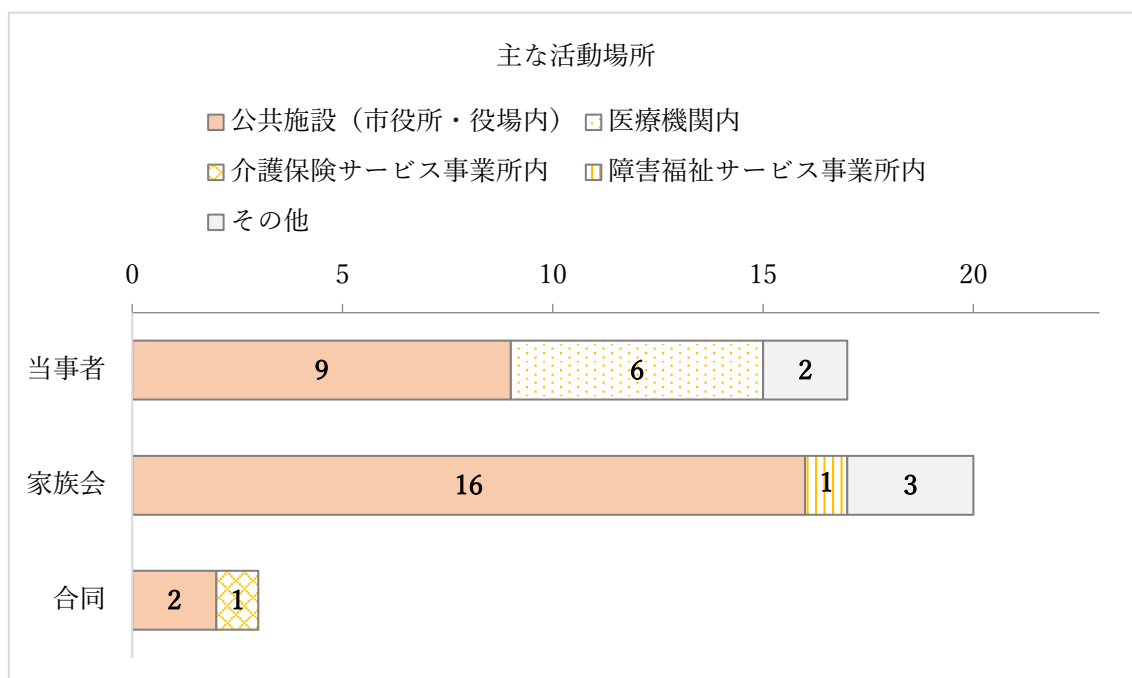 主な活動場所
公共施設（市役所・役場内） 医療機関内
介護保険サービス事業所内 障害福祉サービス事業所内
その他
0 5 10 15 20
当事者 9 6 2
家族会 16 1 3
合同 2 1